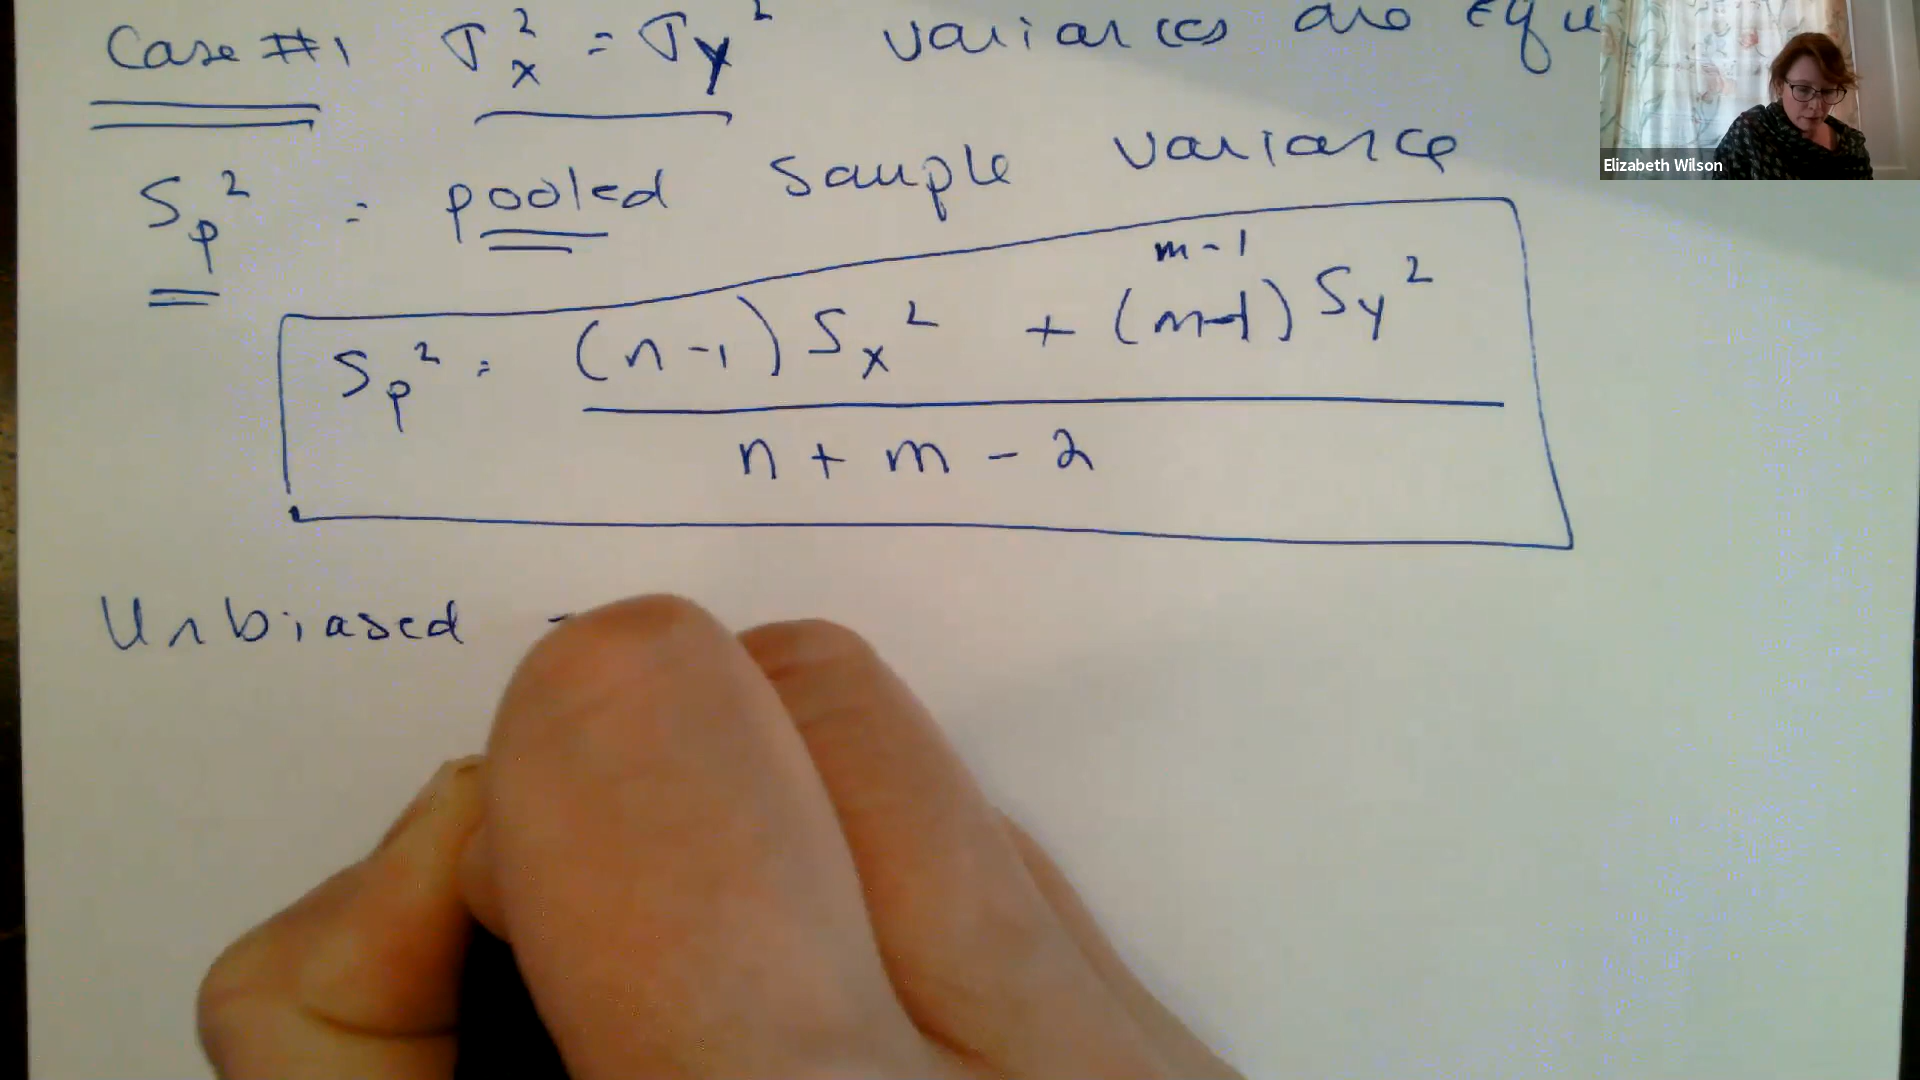 Case #1 σx² = σy² variances are equ
Elizabeth Wilson
Sp² = pooled sample variance
m-1
Sp² = (n-1) Sx² + (m-1) Sy²
n + m - 2
Unbiased